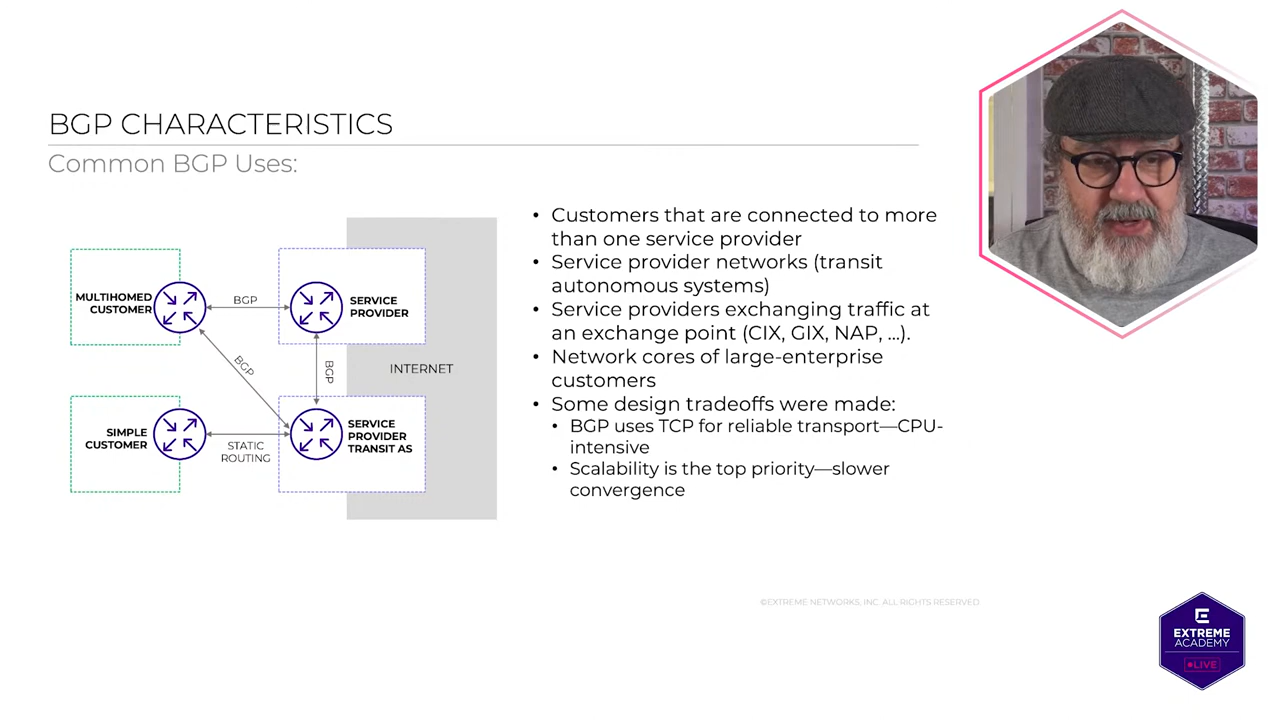 BGP CHARACTERISTICS
Common BGP Uses:
MULTIHOMED
CUSTOMER
BGP
SERVICE
PROVIDER
BGP
BGP
INTERNET
SIMPLE
CUSTOMER
STATIC
ROUTING
SERVICE
PROVIDER
TRANSIT AS
• Customers that are connected to more
than one service provider
• Service provider networks (transit
autonomous systems)
• Service providers exchanging traffic at
an exchange point (CIX, GIX, NAP, ...).
• Network cores of large-enterprise
customers
• Some design tradeoffs were made:
• BGP uses TCP for reliable transport—CPU-
intensive
• Scalability is the top priority—slower
convergence
©EXTREME NETWORKS, INC. ALL RIGHTS RESERVED
EXTREME
ACADEMY
LIVE